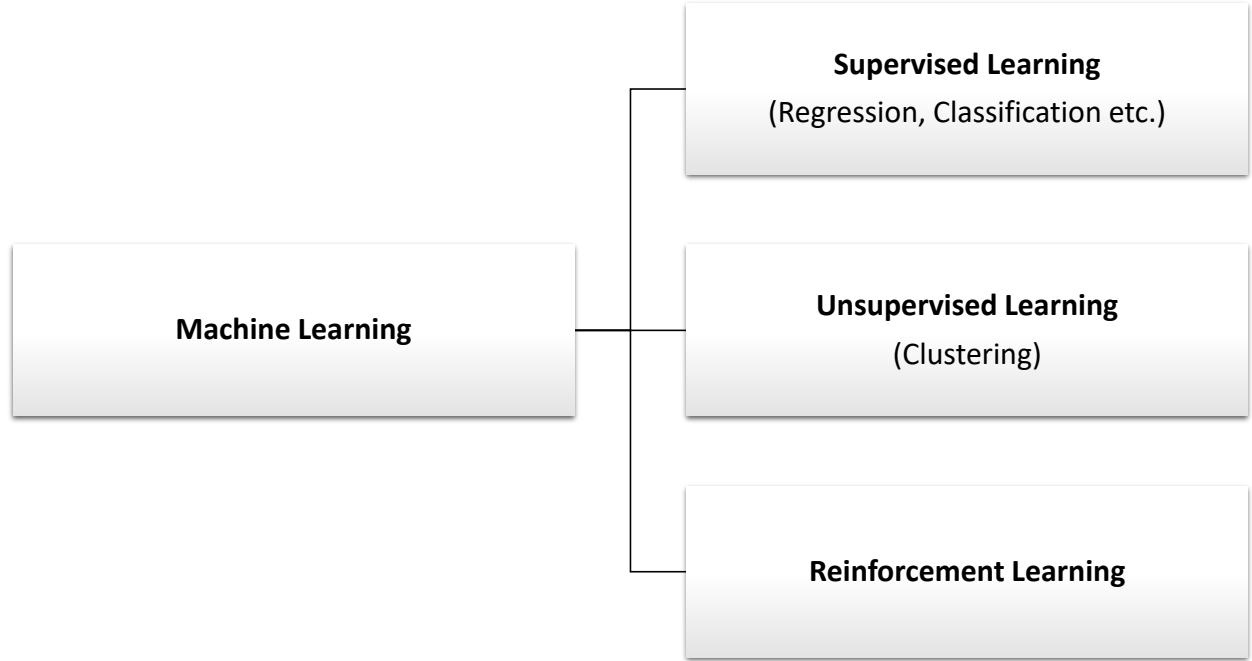 Machine Learning
Supervised Learning
(Regression, Classification etc.)
Unsupervised Learning
(Clustering)
Reinforcement Learning